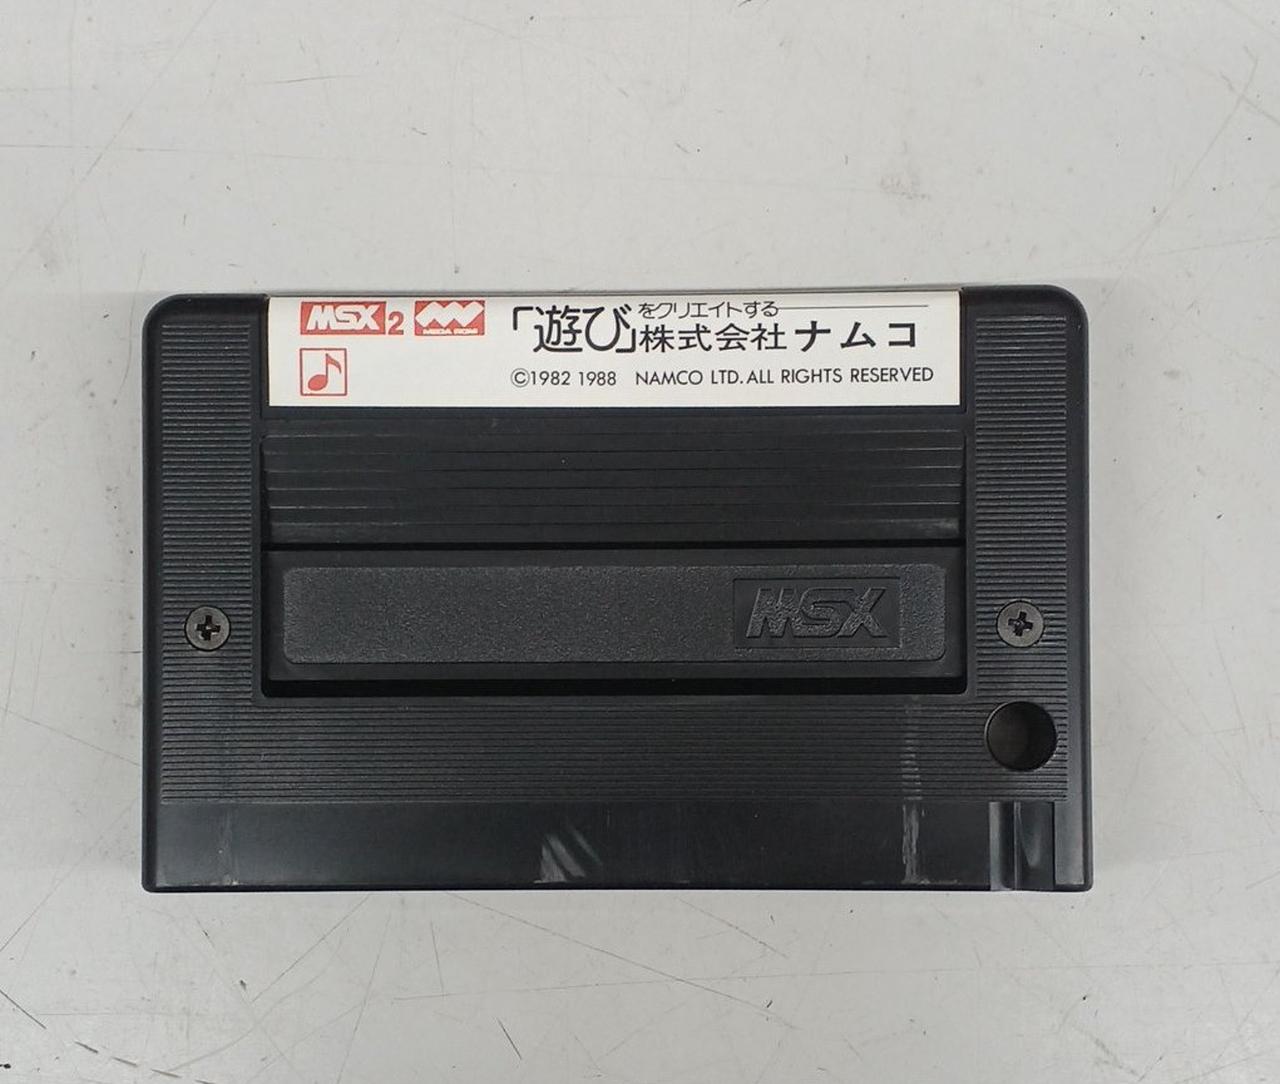 MSX 2 MEGA ROM
「遊び」をクリエイトする
株式会社ナムコ
©1982 1988 NAMCO LTD. ALL RIGHTS RESERVED
MSX